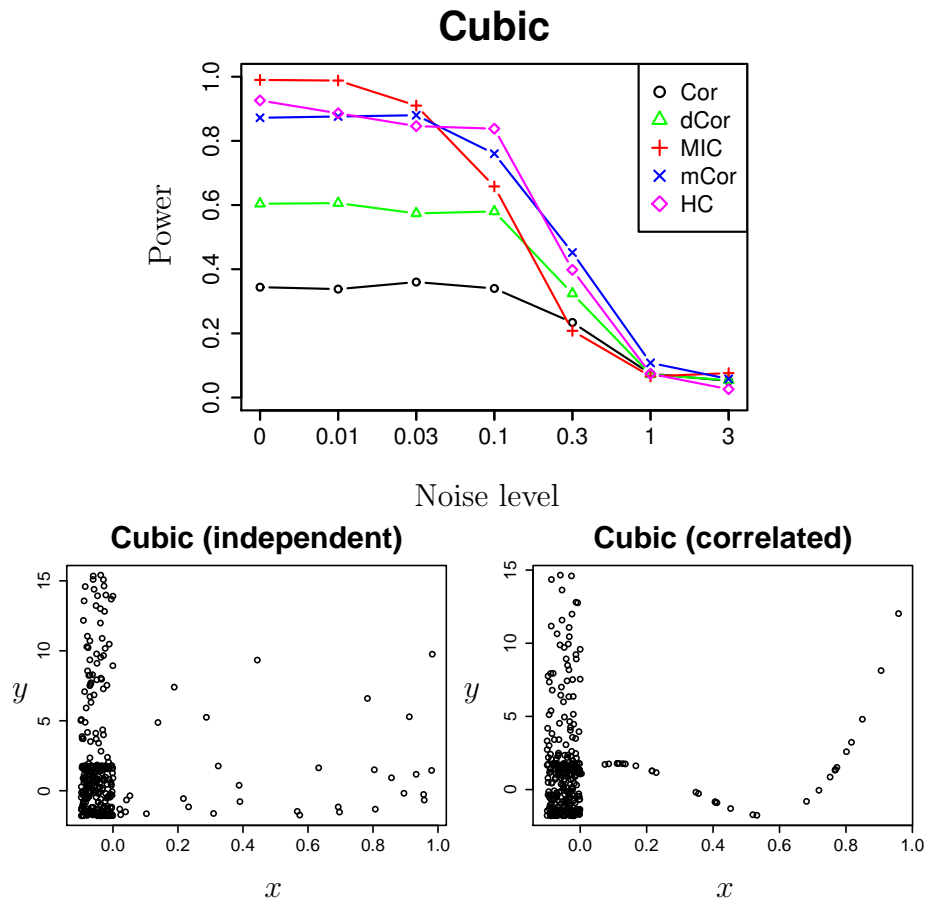 Cubic
Power
1.0
0.8
0.6
0.4
0.2
0.0
Cor
dCor
MIC
mCor
HC
0 0.01 0.03 0.1 0.3 1 3
Noise level
Cubic (independent)
y
15
10
5
0
0.0 0.2 0.4 0.6 0.8 1.0
x
Cubic (correlated)
y
15
10
5
0
0.0 0.2 0.4 0.6 0.8 1.0
x